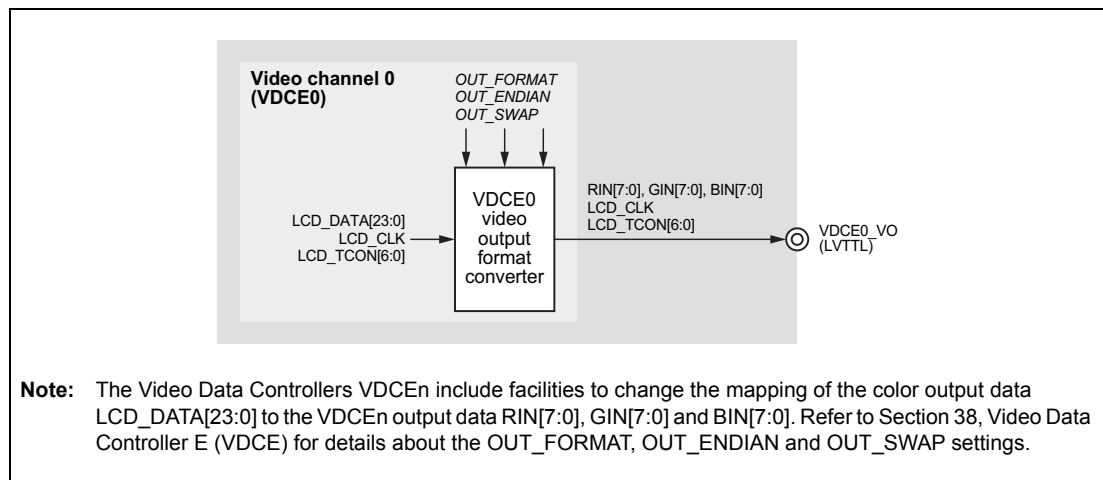 Video channel 0
(VDCE0)
OUT_FORMAT
OUT_ENDIAN
OUT_SWAP
LCD_DATA[23:0]
LCD_CLK
LCD_TCON[6:0]
VDCE0
video
output
format
converter
RIN[7:0], GIN[7:0], BIN[7:0]
LCD_CLK
LCD_TCON[6:0]
VDCE0_VO
(LVTTL)
Note: The Video Data Controllers VDCEn include facilities to change the mapping of the color output data
LCD_DATA[23:0] to the VDCEn output data RIN[7:0], GIN[7:0] and BIN[7:0]. Refer to Section 38, Video Data
Controller E (VDCE) for details about the OUT_FORMAT, OUT_ENDIAN and OUT_SWAP settings.